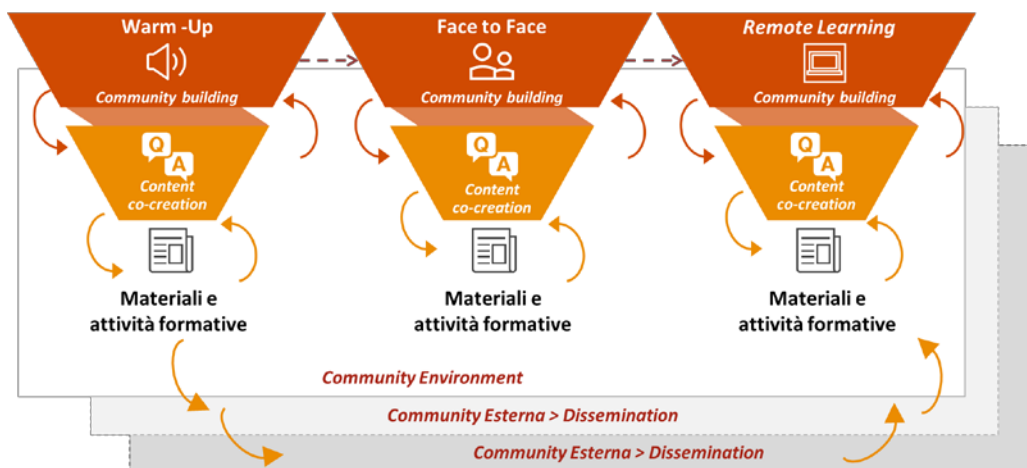 Warm -Up
Community building
Q
A
Content
co-creation
Materiali e
attività formative
Face to Face
Community building
Q
A
Content
co-creation
Materiali e
attività formative
Remote Learning
Community building
Q
A
Content
co-creation
Materiali e
attività formative
Community Environment
Community Esterna > Dissemination
Community Esterna > Dissemination